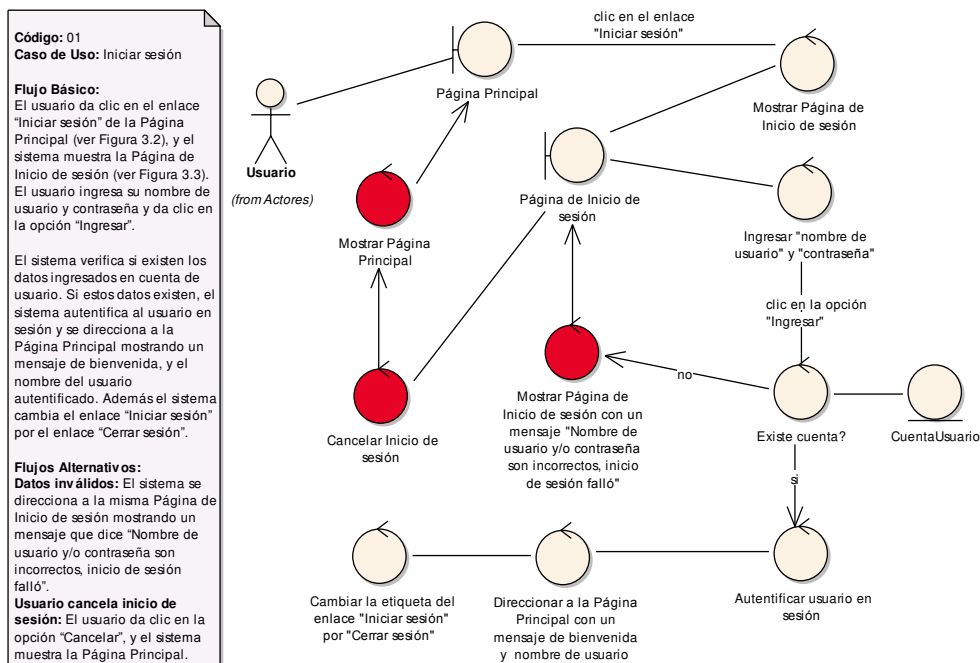 Código: 01
Caso de Uso: Iniciar sesión
Flujo Básico:
El usuario da clic en el enlace
“Iniciar sesión” de la Página
Principal (ver Figura 3.2), y el
sistema muestra la Página de
Inicio de sesión (ver Figura 3.3).
El usuario ingresa su nombre de
usuario y contraseña y da clic en
la opción “Ingresar”.
El sistema verifica si existen los
datos ingresados en cuenta de
usuario. Si estos datos existen, el
sistema autentifica al usuario en
sesión y se direcciona a la
Página Principal mostrando un
mensaje de bienvenida, y el
nombre del usuario
autentificado. Además el sistema
cambia el enlace “Iniciar sesión”
por el enlace “Cerrar sesión”.
Flujos Alternativos:
Datos inválidos: El sistema se
direcciona a la misma Página de
Inicio de sesión mostrando un
mensaje que dice “Nombre de
usuario y/o contraseña son
incorrectos, inicio de sesión
falló”.
Usuario cancela inicio de
sesión: El usuario da clic en la
opción “Cancelar”, y el sistema
muestra la Página Principal.
Usuario
(from Actores)
Página Principal
clic en el enlace
"Iniciar sesión"
Mostrar Página de
Inicio de sesión
Página de Inicio de
sesión
Mostrar Página
Principal
Ingresar "nombre de
usuario" y "contraseña"
clic en la opción
"Ingresar"
Cancelar Inicio de
sesión
Mostrar Página de
Inicio de sesión con un
mensaje "Nombre de
usuario y/o contraseña
son incorrectos, inicio
de sesión falló"
no
Existe cuenta?
CuentaUsuario
si
Autentificar usuario en
sesión
Direccionar a la Página
Principal con un
mensaje de bienvenida
y nombre de usuario
Cambiar la etiqueta del
enlace "Iniciar sesión"
por "Cerrar sesión"